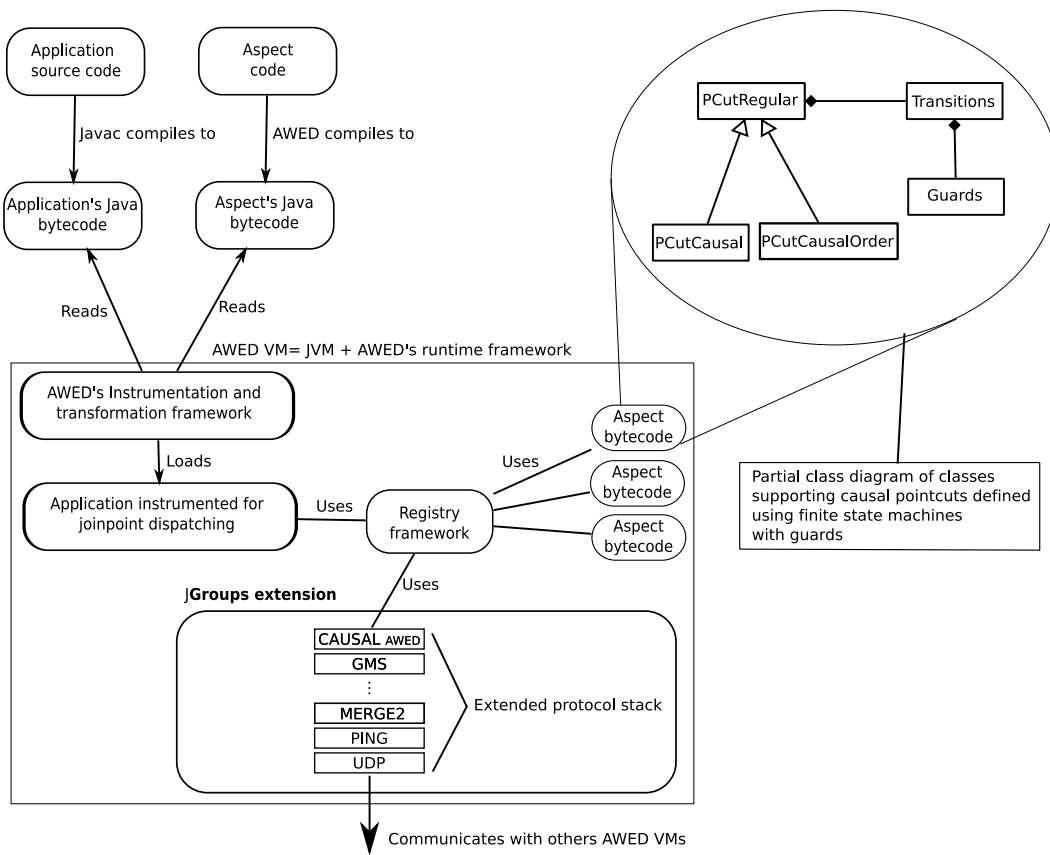 Application
source code
Aspect
code
Javac compiles to
AWED compiles to
Application's Java
bytecode
Aspect's Java
bytecode
Reads
Reads
PCutRegular
Transitions
Guards
PCutCausal
PCutCausalOrder
AWED VM= JVM + AWED's runtime framework
AWED's Instrumentation and
transformation framework
Loads
Application instrumented for
joinpoint dispatching
Uses
Registry
framework
Uses
Aspect
bytecode
Aspect
bytecode
Aspect
bytecode
Partial class diagram of classes
supporting causal pointcuts defined
using finite state machines
with guards
Uses
JGroups extension
CAUSAL AWED
GMS
...
MERGE2
PING
UDP
Extended protocol stack
Communicates with others AWED VMs